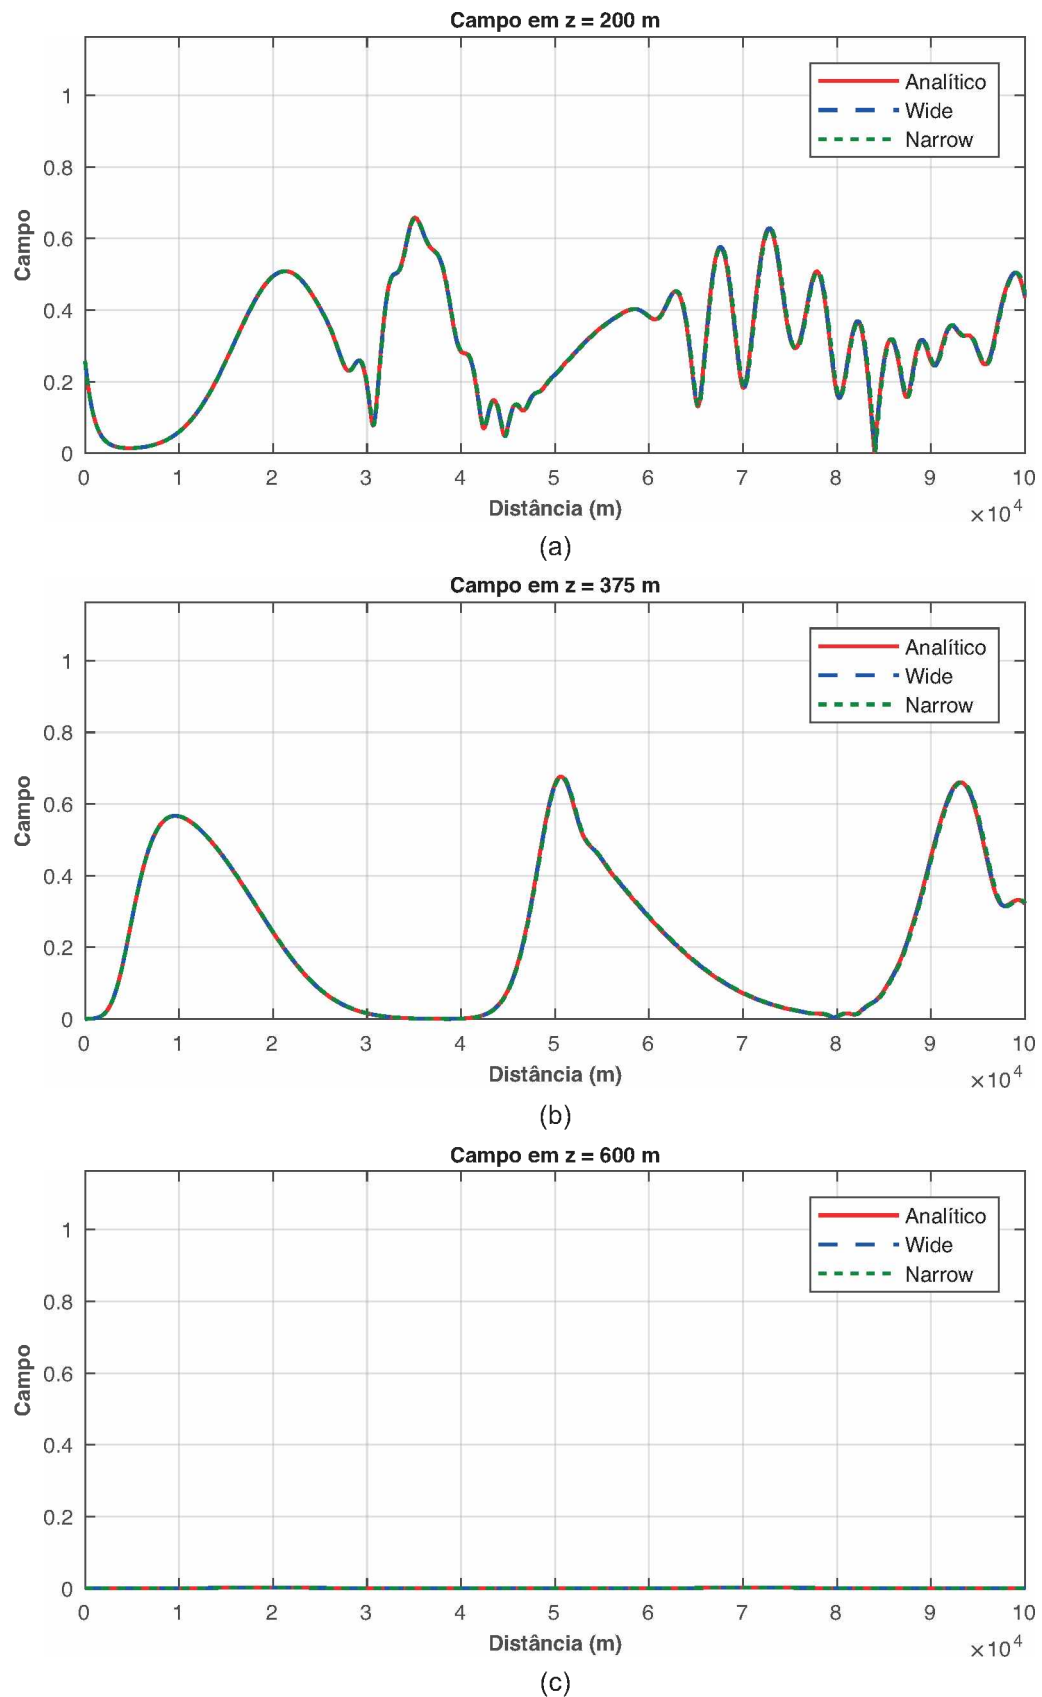 Campo em z = 200 m
Analítico
Wide
Narrow
1
0.8
0.6
0.4
0.2
0
Campo
0 1 2 3 4 5 6 7 8 9 10
Distância (m)
×10^4
(a)
Campo em z = 375 m
Analítico
Wide
Narrow
1
0.8
0.6
0.4
0.2
0
Campo
0 1 2 3 4 5 6 7 8 9 10
Distância (m)
×10^4
(b)
Campo em z = 600 m
Analítico
Wide
Narrow
1
0.8
0.6
0.4
0.2
0
Campo
0 1 2 3 4 5 6 7 8 9 10
Distância (m)
×10^4
(c)